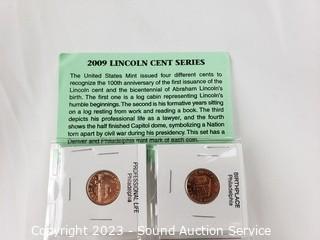 2009 LINCOLN CENT SERIES
The United States Mint issued four different cents to
recognize the 100th anniversary of the first issuance of the
Lincoln cent and the bicentennial of Abraham Lincoln's
birth. The first one is a log cabin representing Lincoln's
humble beginnings. The second is his formative years sitting
on a log resting from work and reading a book. The third
depicts his professional life as a lawyer, and the fourth
shows the half finished Capitol dome, symbolizing a Nation
torn apart by civil war during his presidency. This set has a
Denver and Philadelphia mint mark of each coin.
PROFESSIONAL LIFE
Philadelphia
BIRTHPLACE
Philadelphia
Copyright 2023 - Sound Auction Service